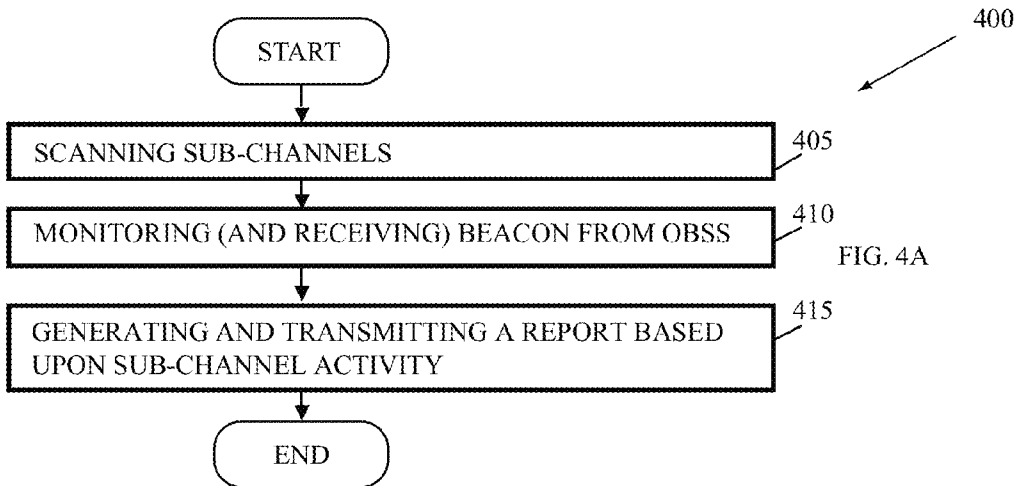 400
START
SCANNING SUB-CHANNELS
405
MONITORING (AND RECEIVING) BEACON FROM OBSS
410
FIG. 4A
GENERATING AND TRANSMITTING A REPORT BASED
UPON SUB-CHANNEL ACTIVITY
415
END